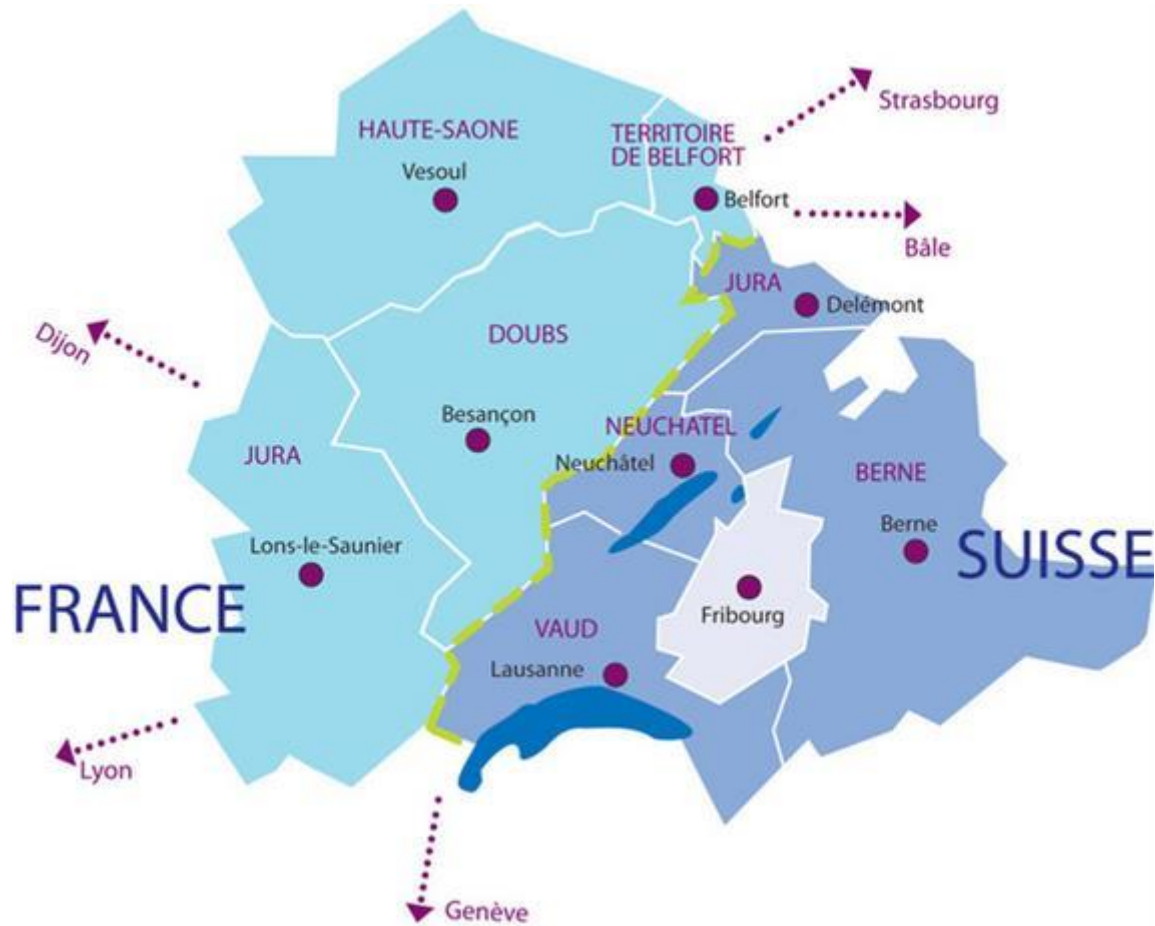 Strasbourg
HAUTE-SAONE
TERRITOIRE
DE BELFORT
Vesoul
Belfort
Bâle
JURA
Delémont
Dijon
DOUBS
Besançon
NEUCHATEL
Neuchâtel
JURA
BERNE
Berne
Lons-le-Saunier
SUISSE
FRANCE
Fribourg
VAUD
Lausanne
Lyon
Genève